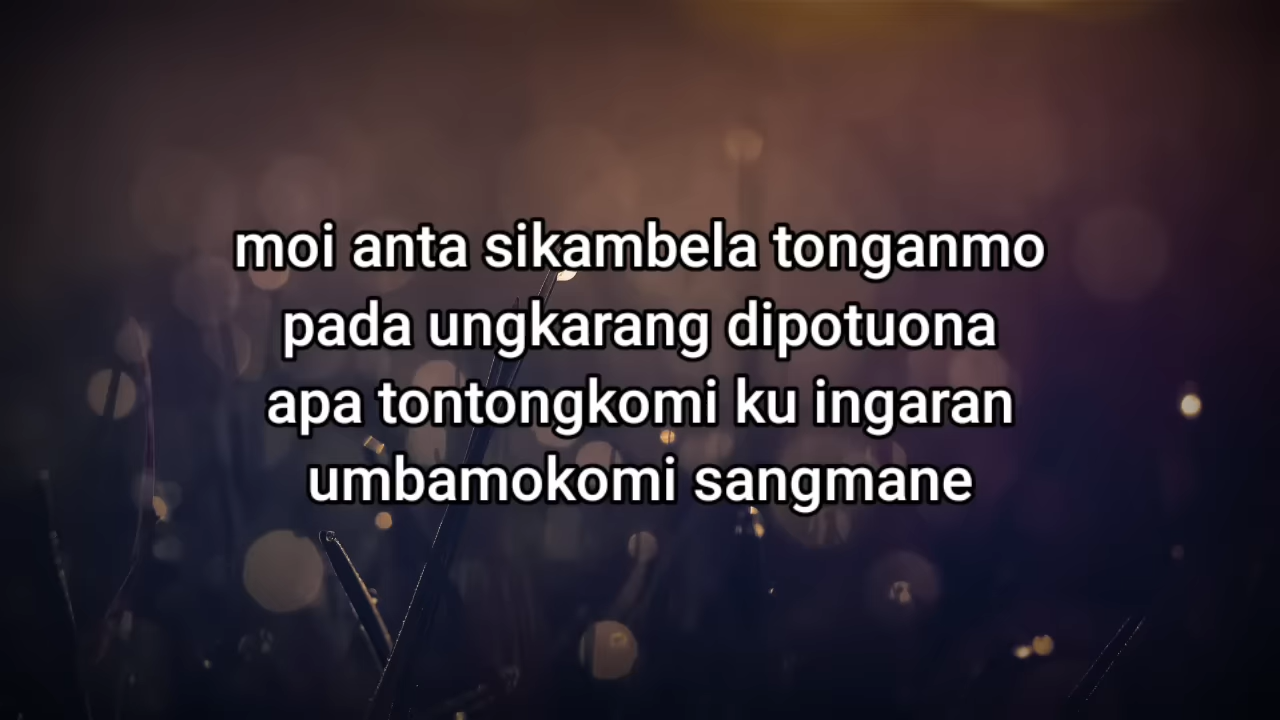 moi anta sikambela tonganmo
pada ungkarang dipotuona
apa tontongkomi ku ingaran
umbamokomi sangmane